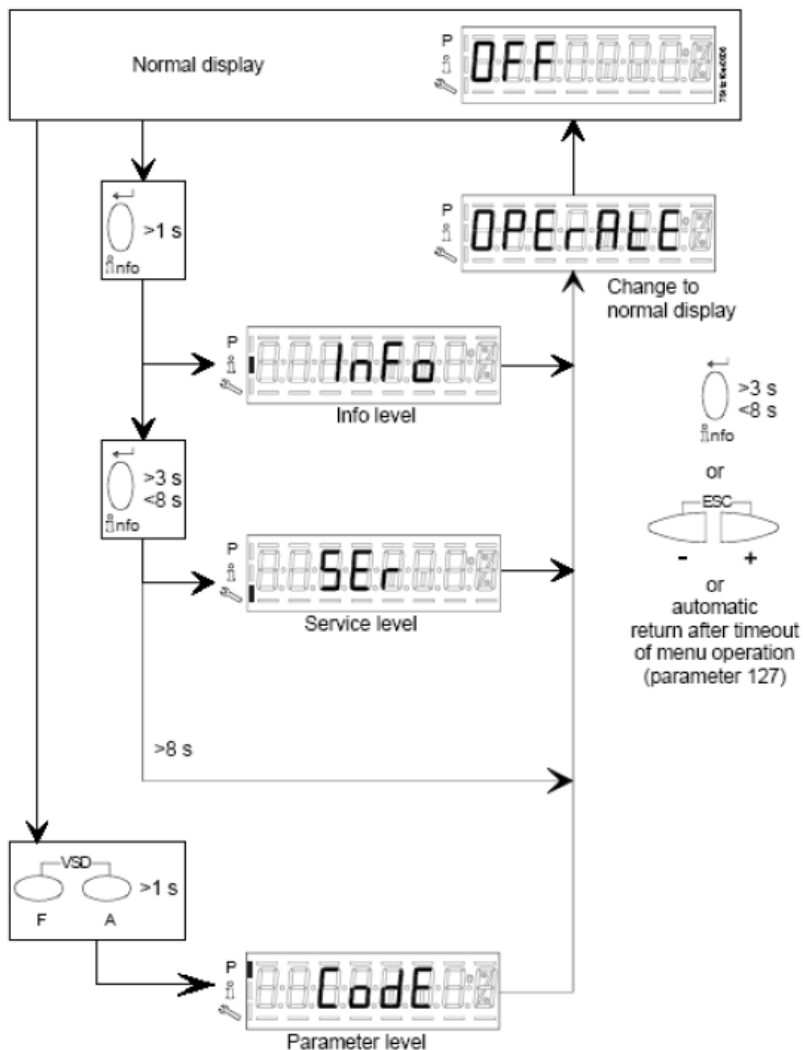 Normal display
P
i
OFF
>1 s
info
P
i
OPErAtE
Change to
normal display
P
i
InFo
Info level
>3 s
<8 s
info
>3 s
<8 s
info
or
P
i
SEr
Service level
ESC
- +
or
automatic
return after timeout
of menu operation
(parameter 127)
>8 s
VSD
>1 s
F A
P
i
CodE
Parameter level